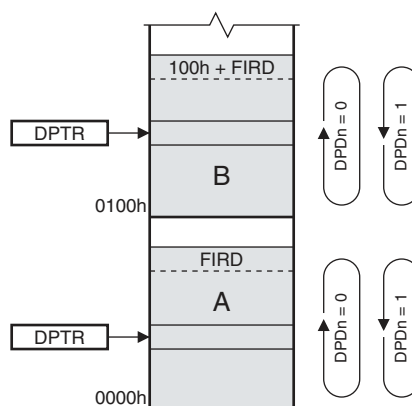 100h + FIRD
DPTR
B
0100h
DPDn = 0
DPDn = 1
FIRD
A
DPTR
0000h
DPDn = 0
DPDn = 1